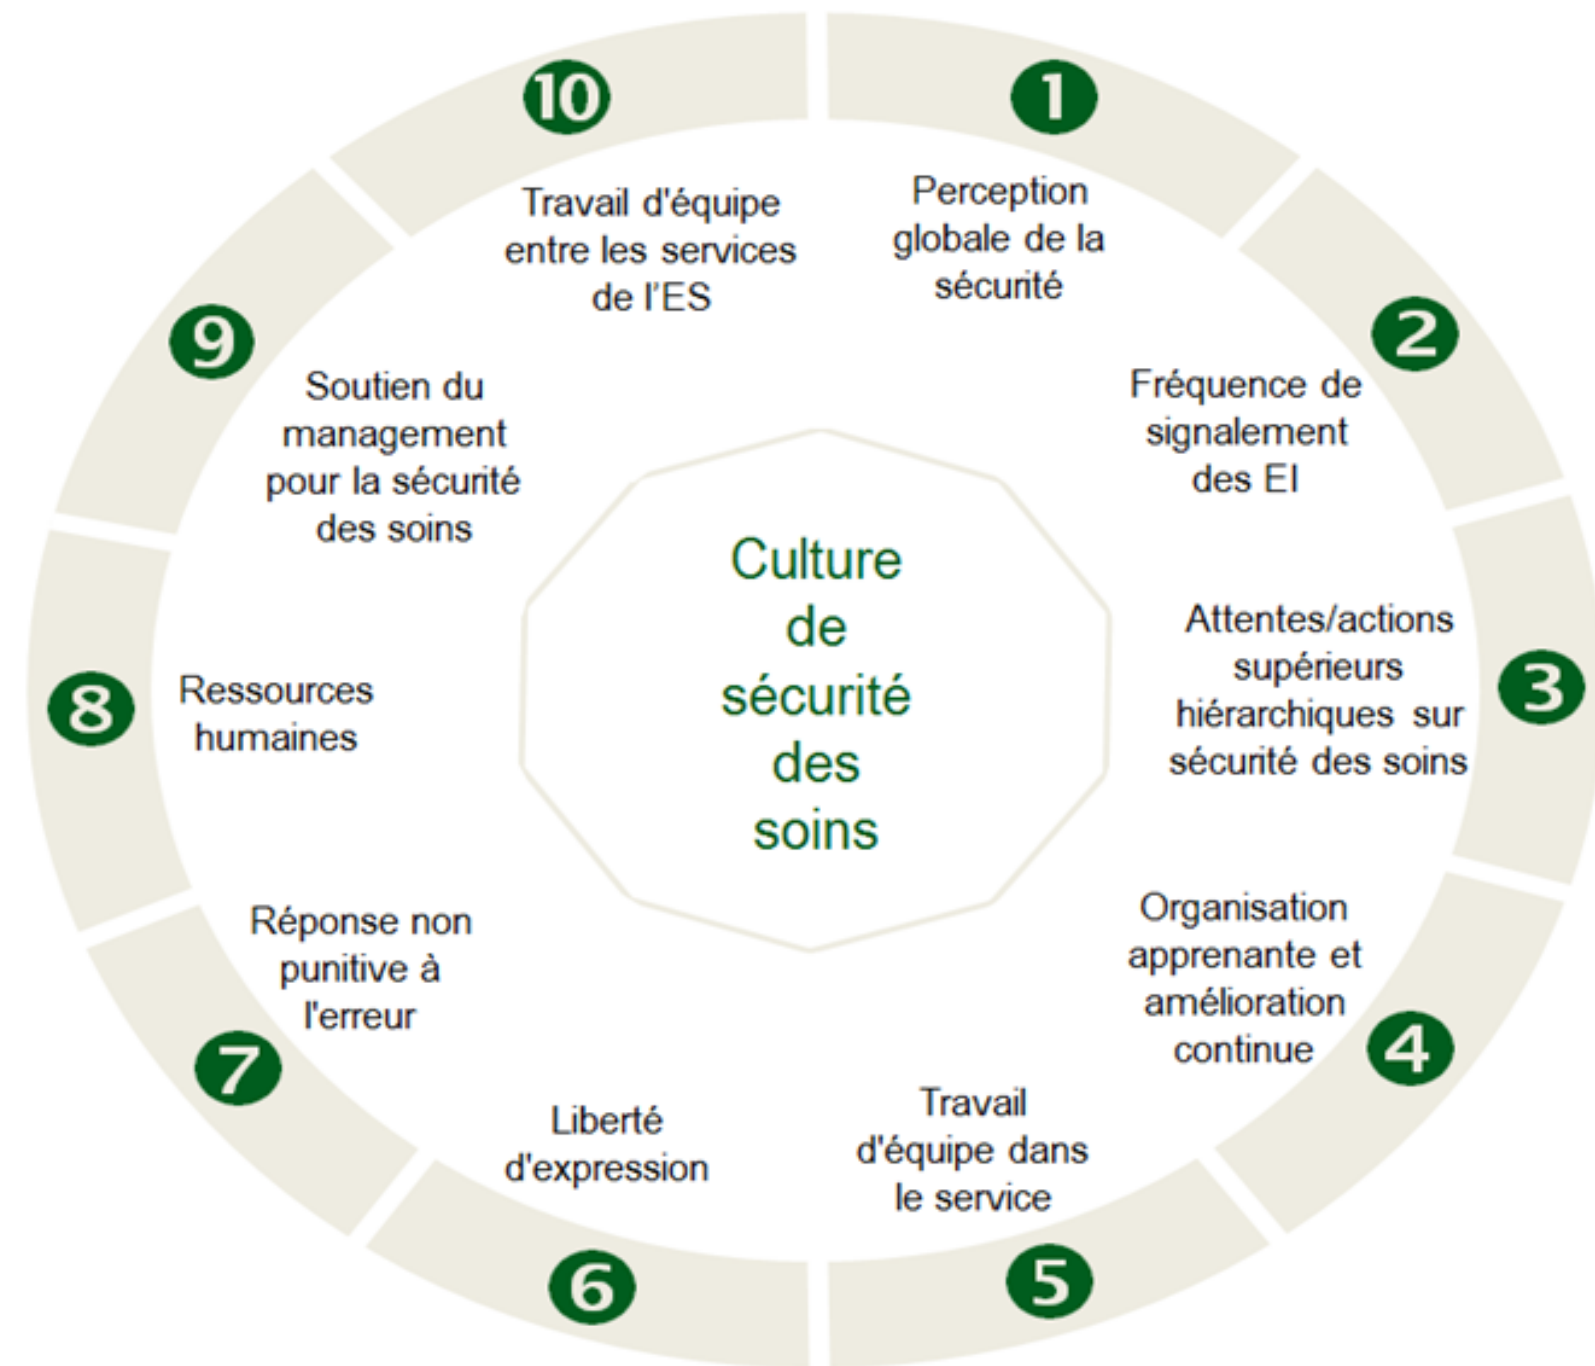 1
Perception
globale de la
sécurité
2
Fréquence de
signalement
des EI
3
Attentes/actions
supérieurs
hiérarchiques sur
sécurité des soins
4
Organisation
apprenante et
amélioration
continue
5
Travail
d'équipe dans
le service
6
Liberté
d'expression
7
Réponse non
punitive à
l'erreur
8
Ressources
humaines
9
Soutien du
management
pour la sécurité
des soins
10
Travail d'équipe
entre les services
de l’ES
Culture
de
sécurité
des
soins